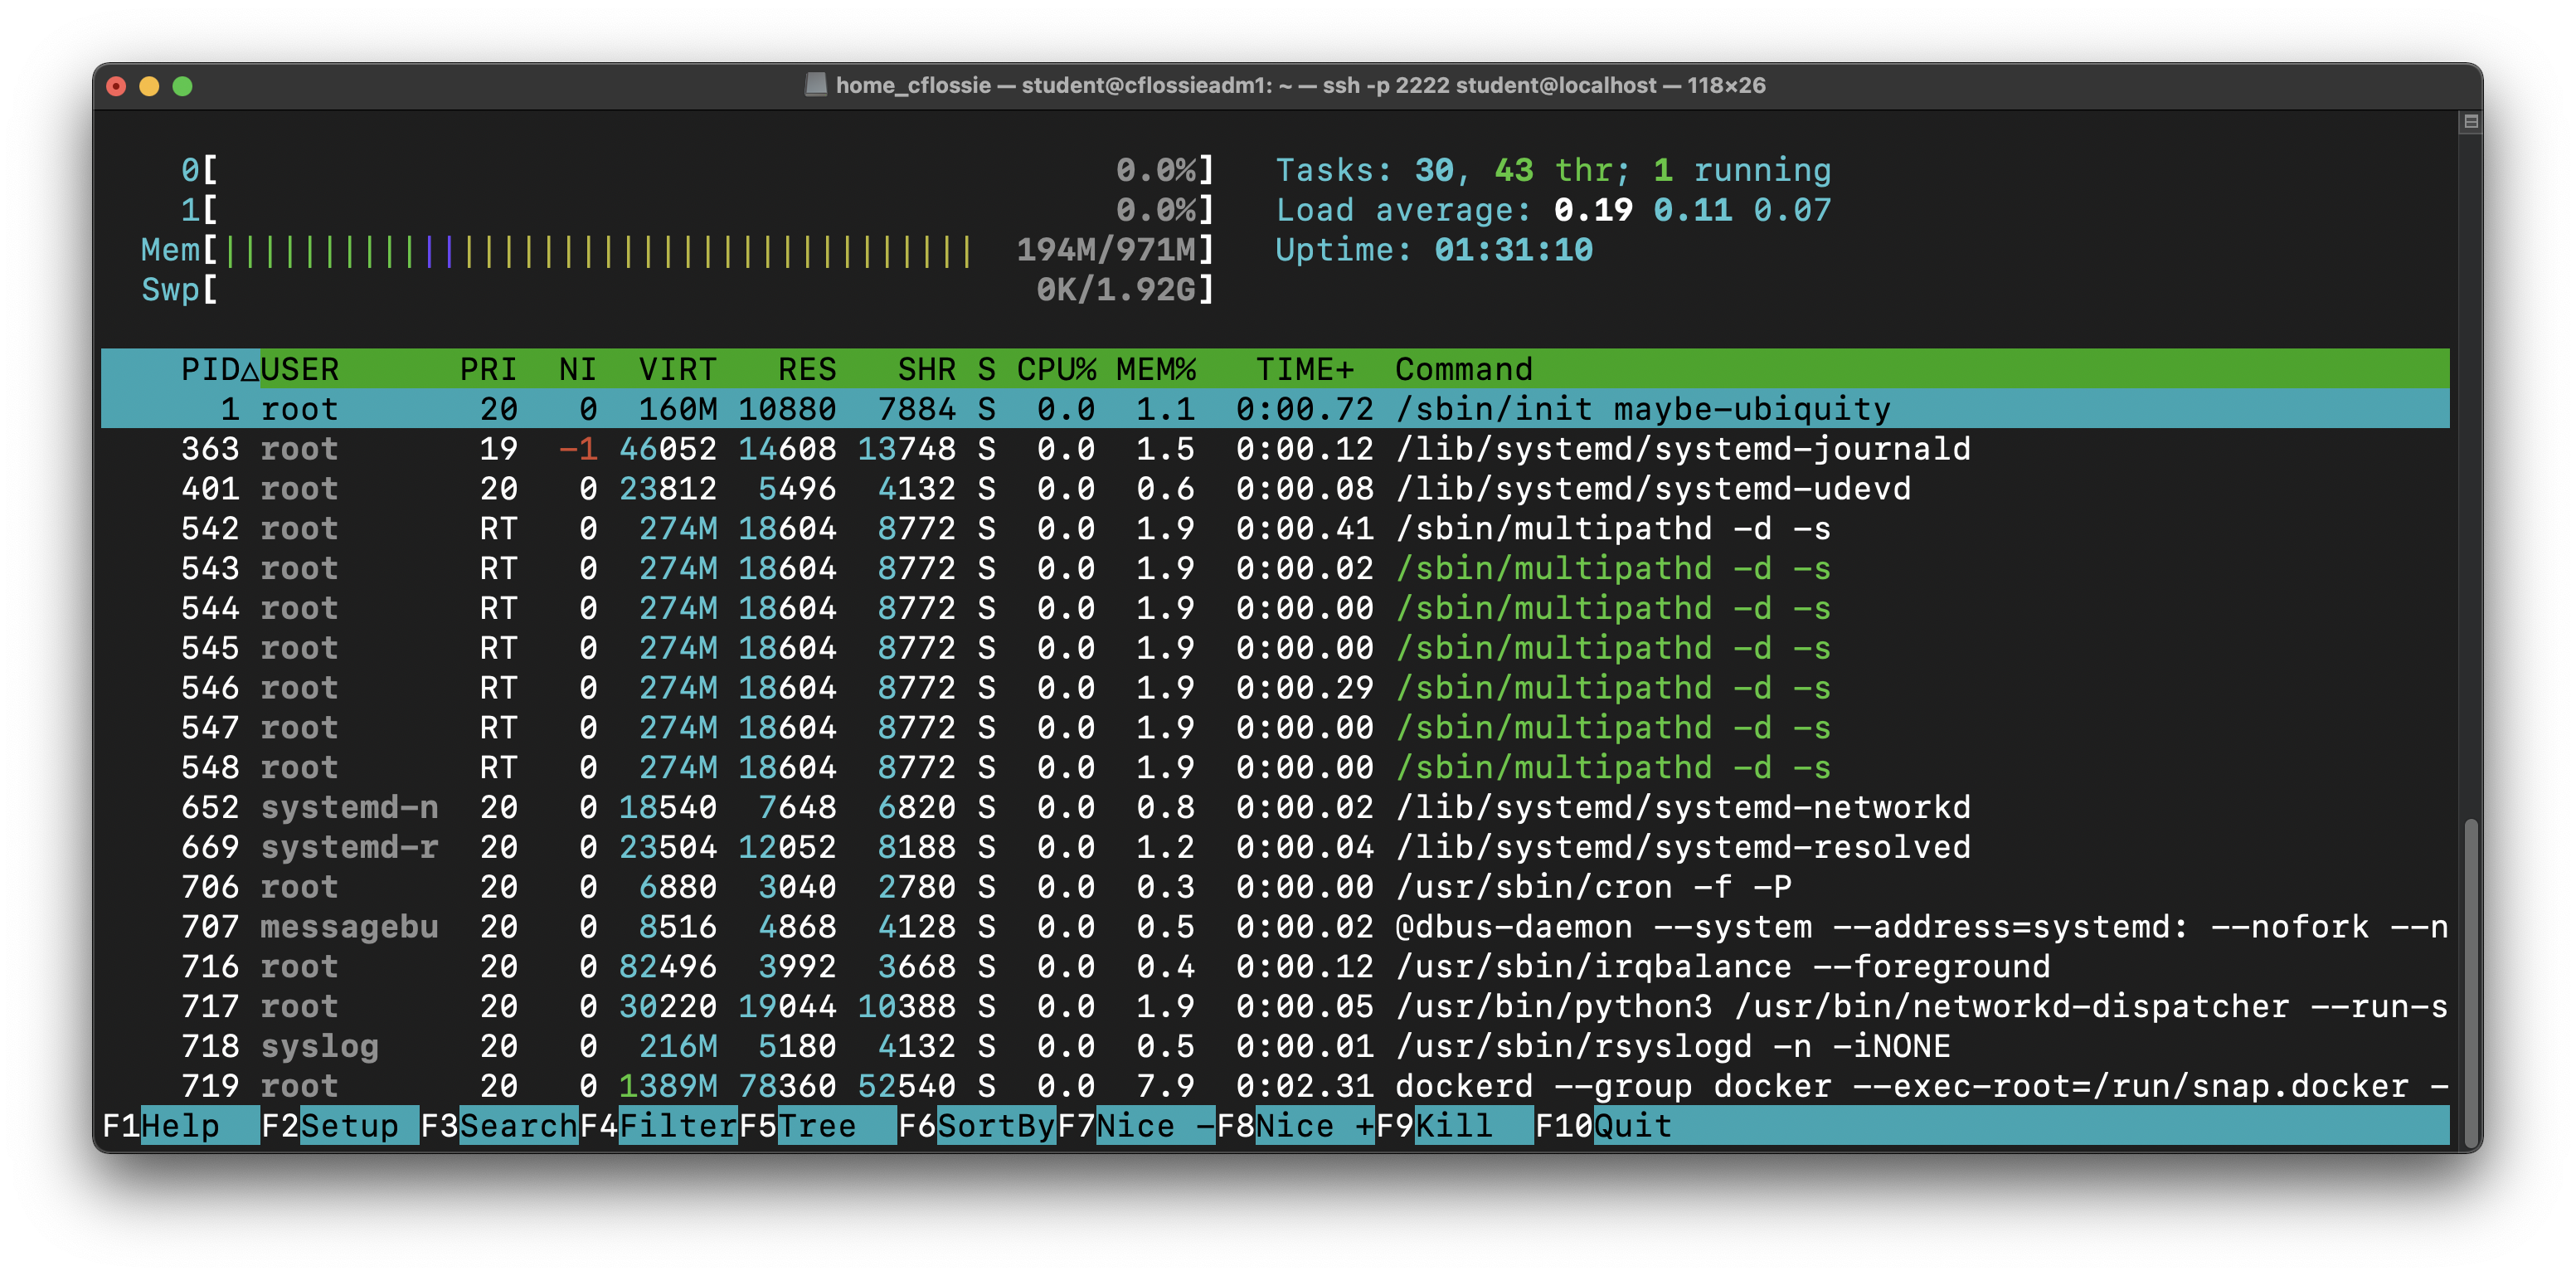 home_cflossie — student@cflossieadm1: ~ — ssh -p 2222 student@localhost — 118×26
0[ 0.0%] Tasks: 30, 43 thr; 1 running
1[ 0.0%] Load average: 0.19 0.11 0.07
Mem[|||||||||||||||||||||||||||||||||||||| 194M/971M] Uptime: 01:31:10
Swp[ 0K/1.92G]
PID△USER PRI NI VIRT RES SHR S CPU% MEM% TIME+ Command
1 root 20 0 160M 10880 7884 S 0.0 1.1 0:00.72 /sbin/init maybe-ubiquity
363 root 19 -1 46052 14608 13748 S 0.0 1.5 0:00.12 /lib/systemd/systemd-journald
401 root 20 0 23812 5496 4132 S 0.0 0.6 0:00.08 /lib/systemd/systemd-udevd
542 root RT 0 274M 18604 8772 S 0.0 1.9 0:00.41 /sbin/multipathd -d -s
543 root RT 0 274M 18604 8772 S 0.0 1.9 0:00.02 /sbin/multipathd -d -s
544 root RT 0 274M 18604 8772 S 0.0 1.9 0:00.00 /sbin/multipathd -d -s
545 root RT 0 274M 18604 8772 S 0.0 1.9 0:00.00 /sbin/multipathd -d -s
546 root RT 0 274M 18604 8772 S 0.0 1.9 0:00.29 /sbin/multipathd -d -s
547 root RT 0 274M 18604 8772 S 0.0 1.9 0:00.00 /sbin/multipathd -d -s
548 root RT 0 274M 18604 8772 S 0.0 1.9 0:00.00 /sbin/multipathd -d -s
652 systemd-n 20 0 18540 7648 6820 S 0.0 0.8 0:00.02 /lib/systemd/systemd-networkd
669 systemd-r 20 0 23504 12052 8188 S 0.0 1.2 0:00.04 /lib/systemd/systemd-resolved
706 root 20 0 6880 3040 2780 S 0.0 0.3 0:00.00 /usr/sbin/cron -f -P
707 messagebu 20 0 8516 4868 4128 S 0.0 0.5 0:00.02 @dbus-daemon --system --address=systemd: --nofork --n
716 root 20 0 82496 3992 3668 S 0.0 0.4 0:00.12 /usr/sbin/irqbalance --foreground
717 root 20 0 30220 19044 10388 S 0.0 1.9 0:00.05 /usr/bin/python3 /usr/bin/networkd-dispatcher --run-s
718 syslog 20 0 216M 5180 4132 S 0.0 0.5 0:00.01 /usr/sbin/rsyslogd -n -iNONE
719 root 20 0 1389M 78360 52540 S 0.0 7.9 0:02.31 dockerd --group docker --exec-root=/run/snap.docker -
F1Help F2Setup F3SearchF4FilterF5Tree F6SortByF7Nice -F8Nice +F9Kill F10Quit